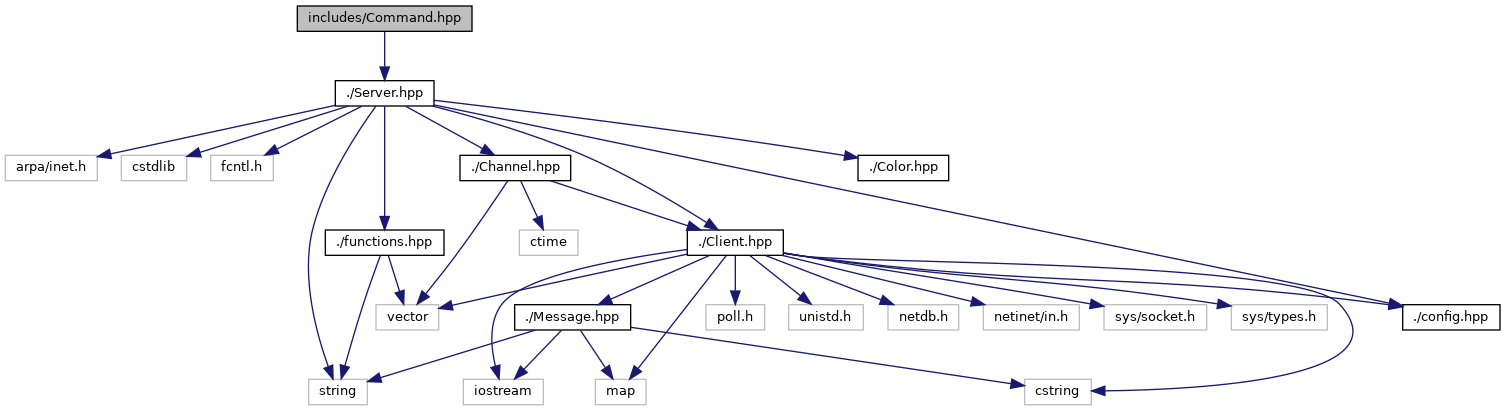 includes/Command.hpp
./Server.hpp
arpa/inet.h
cstdlib
fcntl.h
./Channel.hpp
./Color.hpp
./functions.hpp
ctime
./Client.hpp
vector
./Message.hpp
poll.h
unistd.h
netdb.h
netinet/in.h
sys/socket.h
sys/types.h
./config.hpp
string
iostream
map
cstring